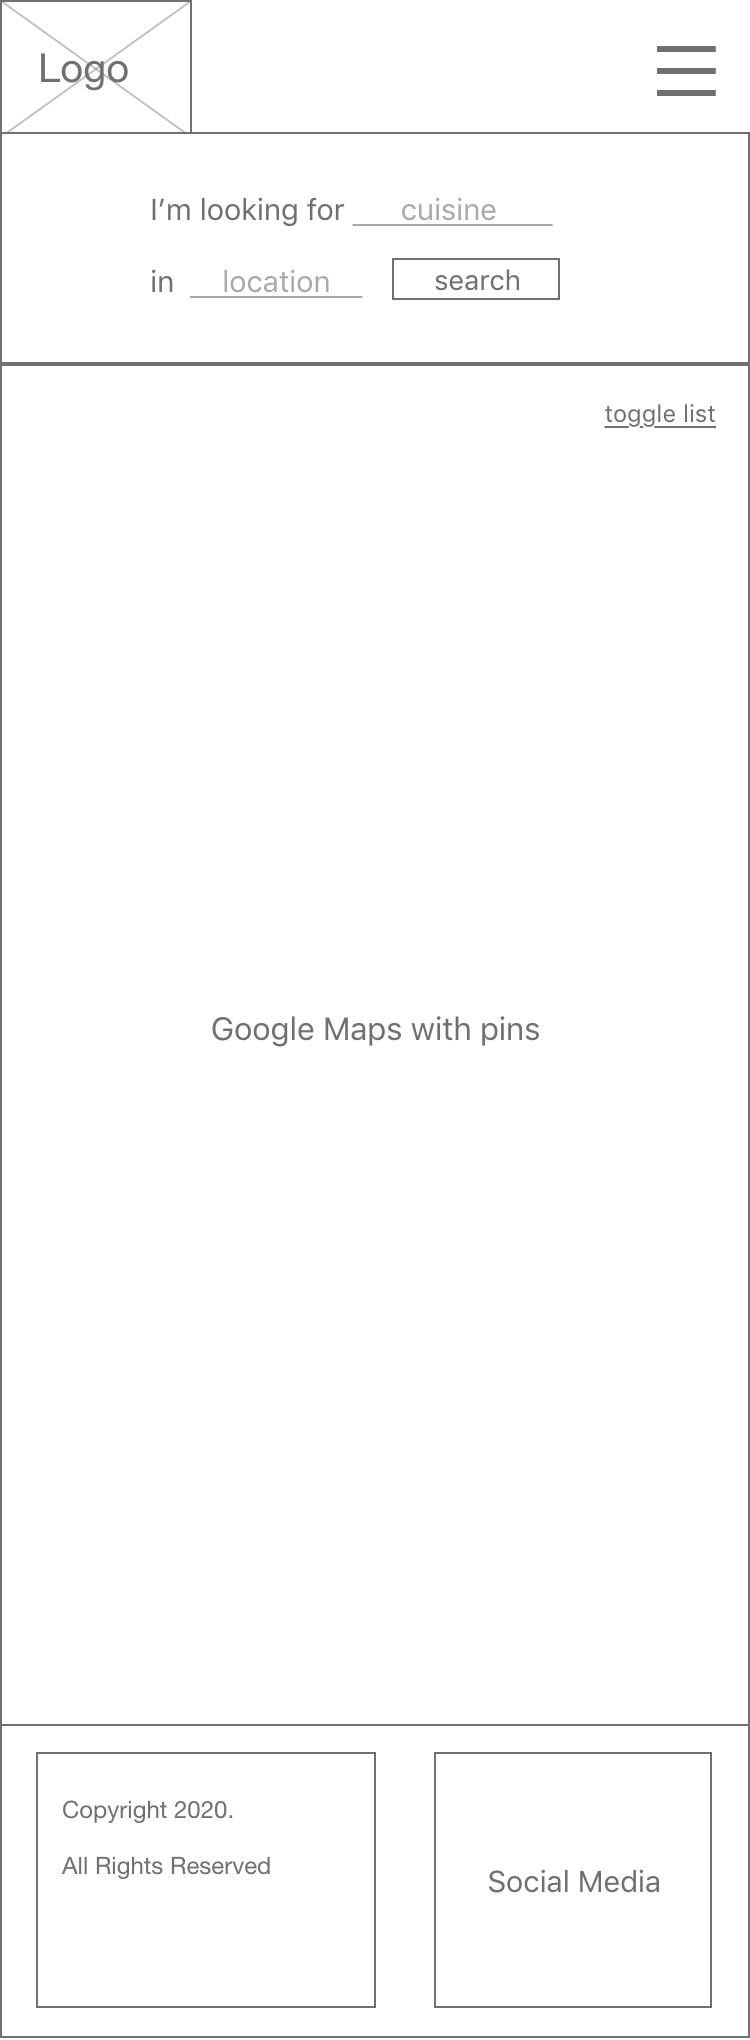 Logo
I’m looking for cuisine
in location search
toggle list
Google Maps with pins
Copyright 2020.
All Rights Reserved
Social Media